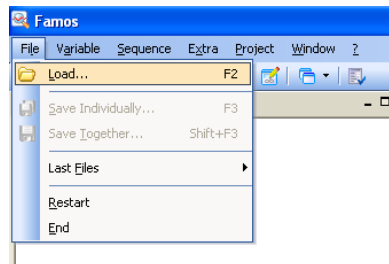 Famos
File Variable Sequence Extra Project Window ?
Load... F2
Save Individually... F3
Save Together... Shift+F3
Last Files
Restart
End